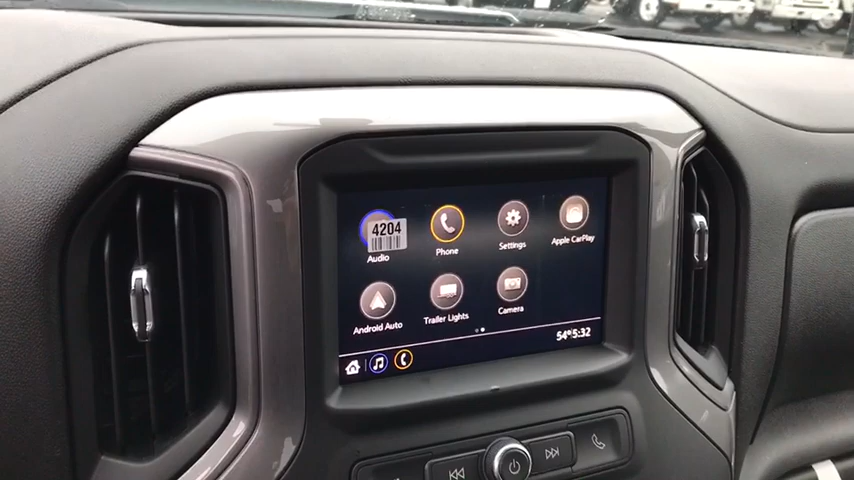 4204
Audio
Phone
Settings
Apple CarPlay
Android Auto
Trailer Lights
Camera
54° 5:32